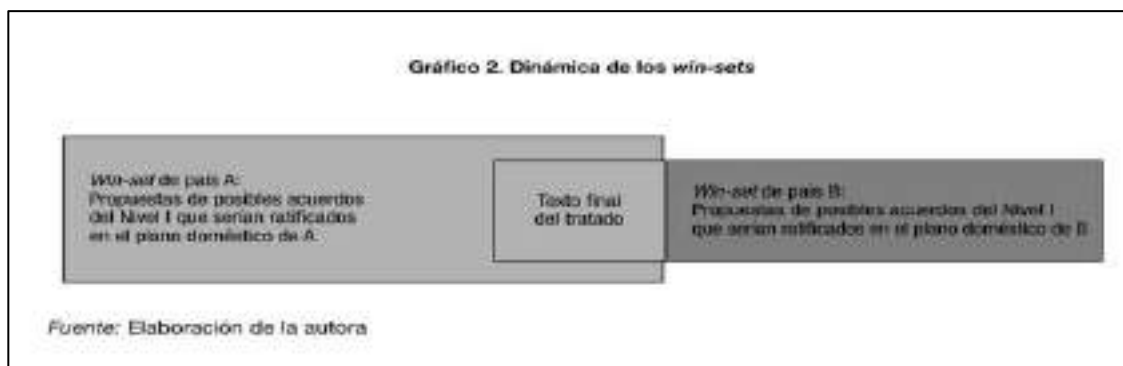 Gráfico 2. Dinámica de los win-sets
Win-set de país A:
Propuestas de posibles acuerdos
del Nivel I que serían ratificados
en el plano doméstico de A
Texto final
del tratado
Win-set de país B:
Propuestas de posibles acuerdos del Nivel I
que serían ratificados en el plano doméstico de B
Fuente: Elaboración de la autora